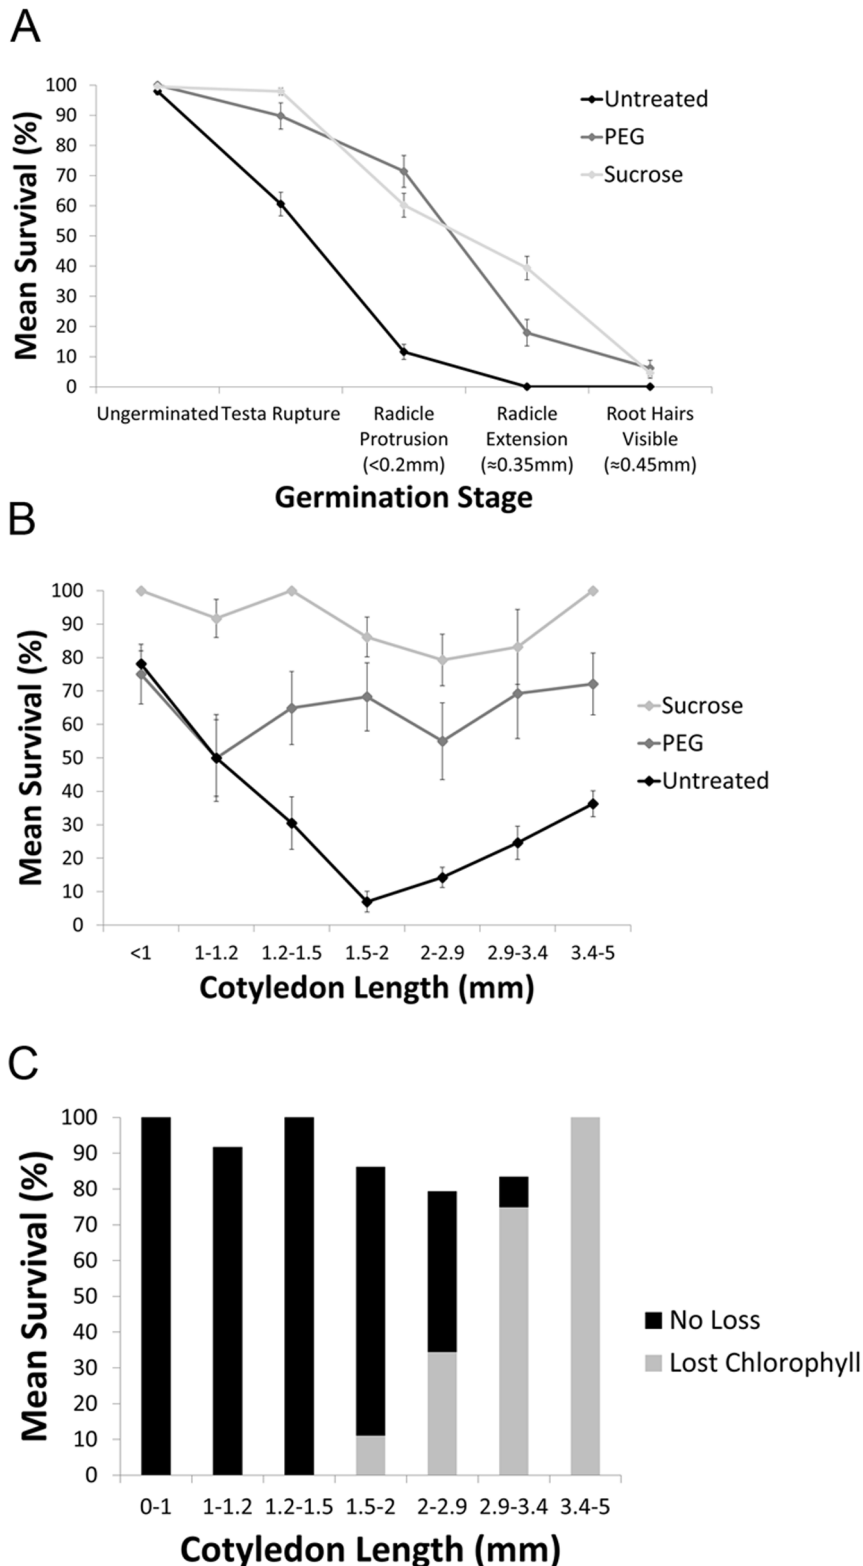 A
Mean Survival (%)
100
90
80
70
60
50
40
30
20
10
0
Untreated
PEG
Sucrose
Ungerminated Testa Rupture Radicle Radicle Root Hairs
Protrusion Extension Visible
(<0.2mm) (≈0.35mm) (≈0.45mm)
Germination Stage
B
Mean Survival (%)
100
90
80
70
60
50
40
30
20
10
0
Sucrose
PEG
Untreated
<1 1-1.2 1.2-1.5 1.5-2 2-2.9 2.9-3.4 3.4-5
Cotyledon Length (mm)
C
Mean Survival (%)
100
90
80
70
60
50
40
30
20
10
0
No Loss
Lost Chlorophyll
0-1 1-1.2 1.2-1.5 1.5-2 2-2.9 2.9-3.4 3.4-5
Cotyledon Length (mm)